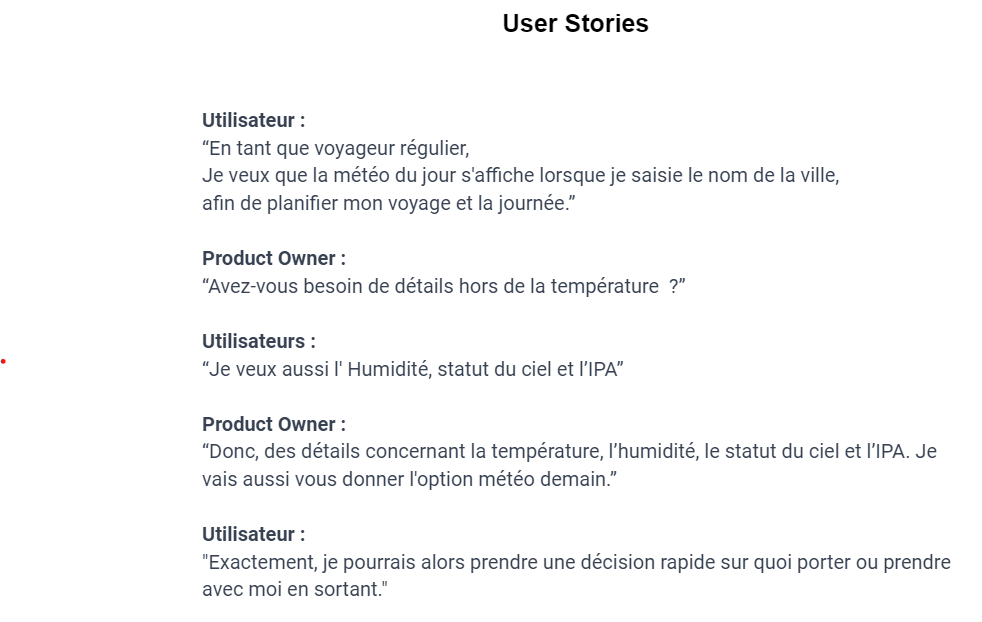 User Stories
Utilisateur :
“En tant que voyageur régulier,
Je veux que la météo du jour s'affiche lorsque je saisie le nom de la ville,
afin de planifier mon voyage et la journée.”
Product Owner :
“Avez-vous besoin de détails hors de la température  ?”
Utilisateurs :
“Je veux aussi l' Humidité, statut du ciel et l’IPA”
Product Owner :
“Donc, des détails concernant la température, l’humidité, le statut du ciel et l’IPA. Je
vais aussi vous donner l'option météo demain.”
Utilisateur :
"Exactement, je pourrais alors prendre une décision rapide sur quoi porter ou prendre
avec moi en sortant."